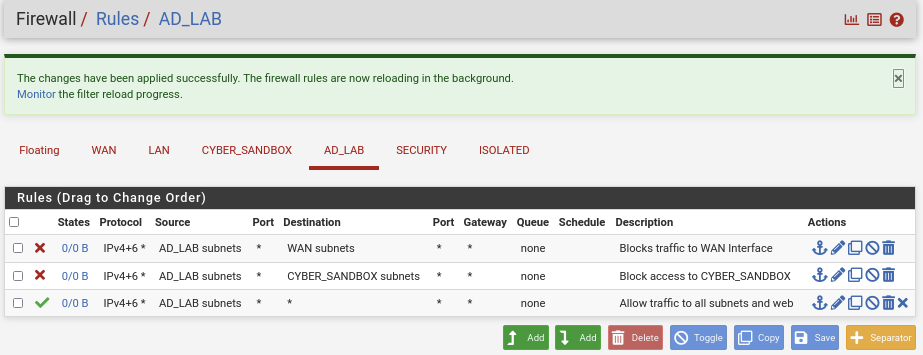 Firewall / Rules / AD_LAB
The changes have been applied successfully. The firewall rules are now reloading in the background.
Monitor the filter reload progress.
Floating WAN LAN CYBER_SANDBOX AD_LAB SECURITY ISOLATED
Rules (Drag to Change Order)
States Protocol Source Port Destination Port Gateway Queue Schedule Description Actions
0/0 B IPv4+6 * AD_LAB subnets * WAN subnets * * none Blocks traffic to WAN Interface
0/0 B IPv4+6 * AD_LAB subnets * CYBER_SANDBOX subnets * * none Block access to CYBER_SANDBOX
0/0 B IPv4+6 * AD_LAB subnets * * * * none Allow traffic to all subnets and web
Add Add Delete Toggle Copy Save Separator